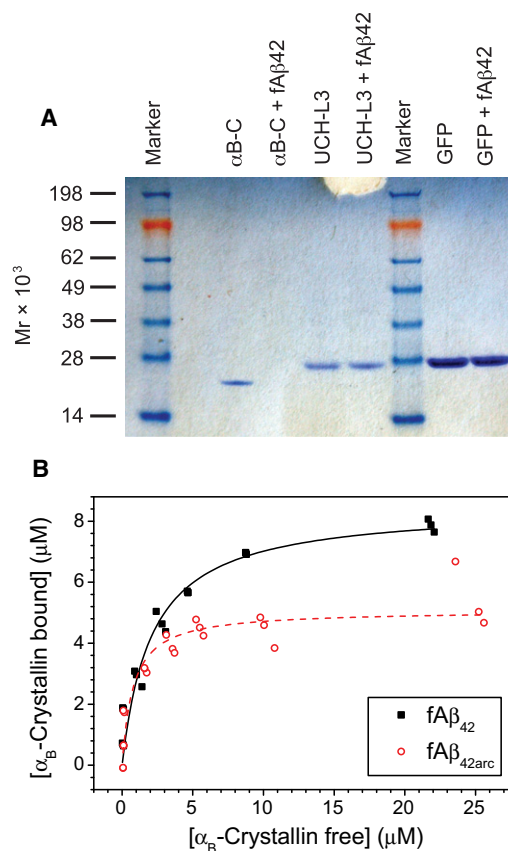 A
Marker
αB-C
αB-C + fAβ42
UCH-L3
UCH-L3 + fAβ42
Marker
GFP
GFP + fAβ42
Mr × 10³
198
98
62
49
38
28
14
B
[α_B-Crystallin bound] (μM)
8
6
4
2
0
fAβ₄₂
fAβ₄₂arc
0 5 10 15 20 25
[α_B-Crystallin free] (μM)